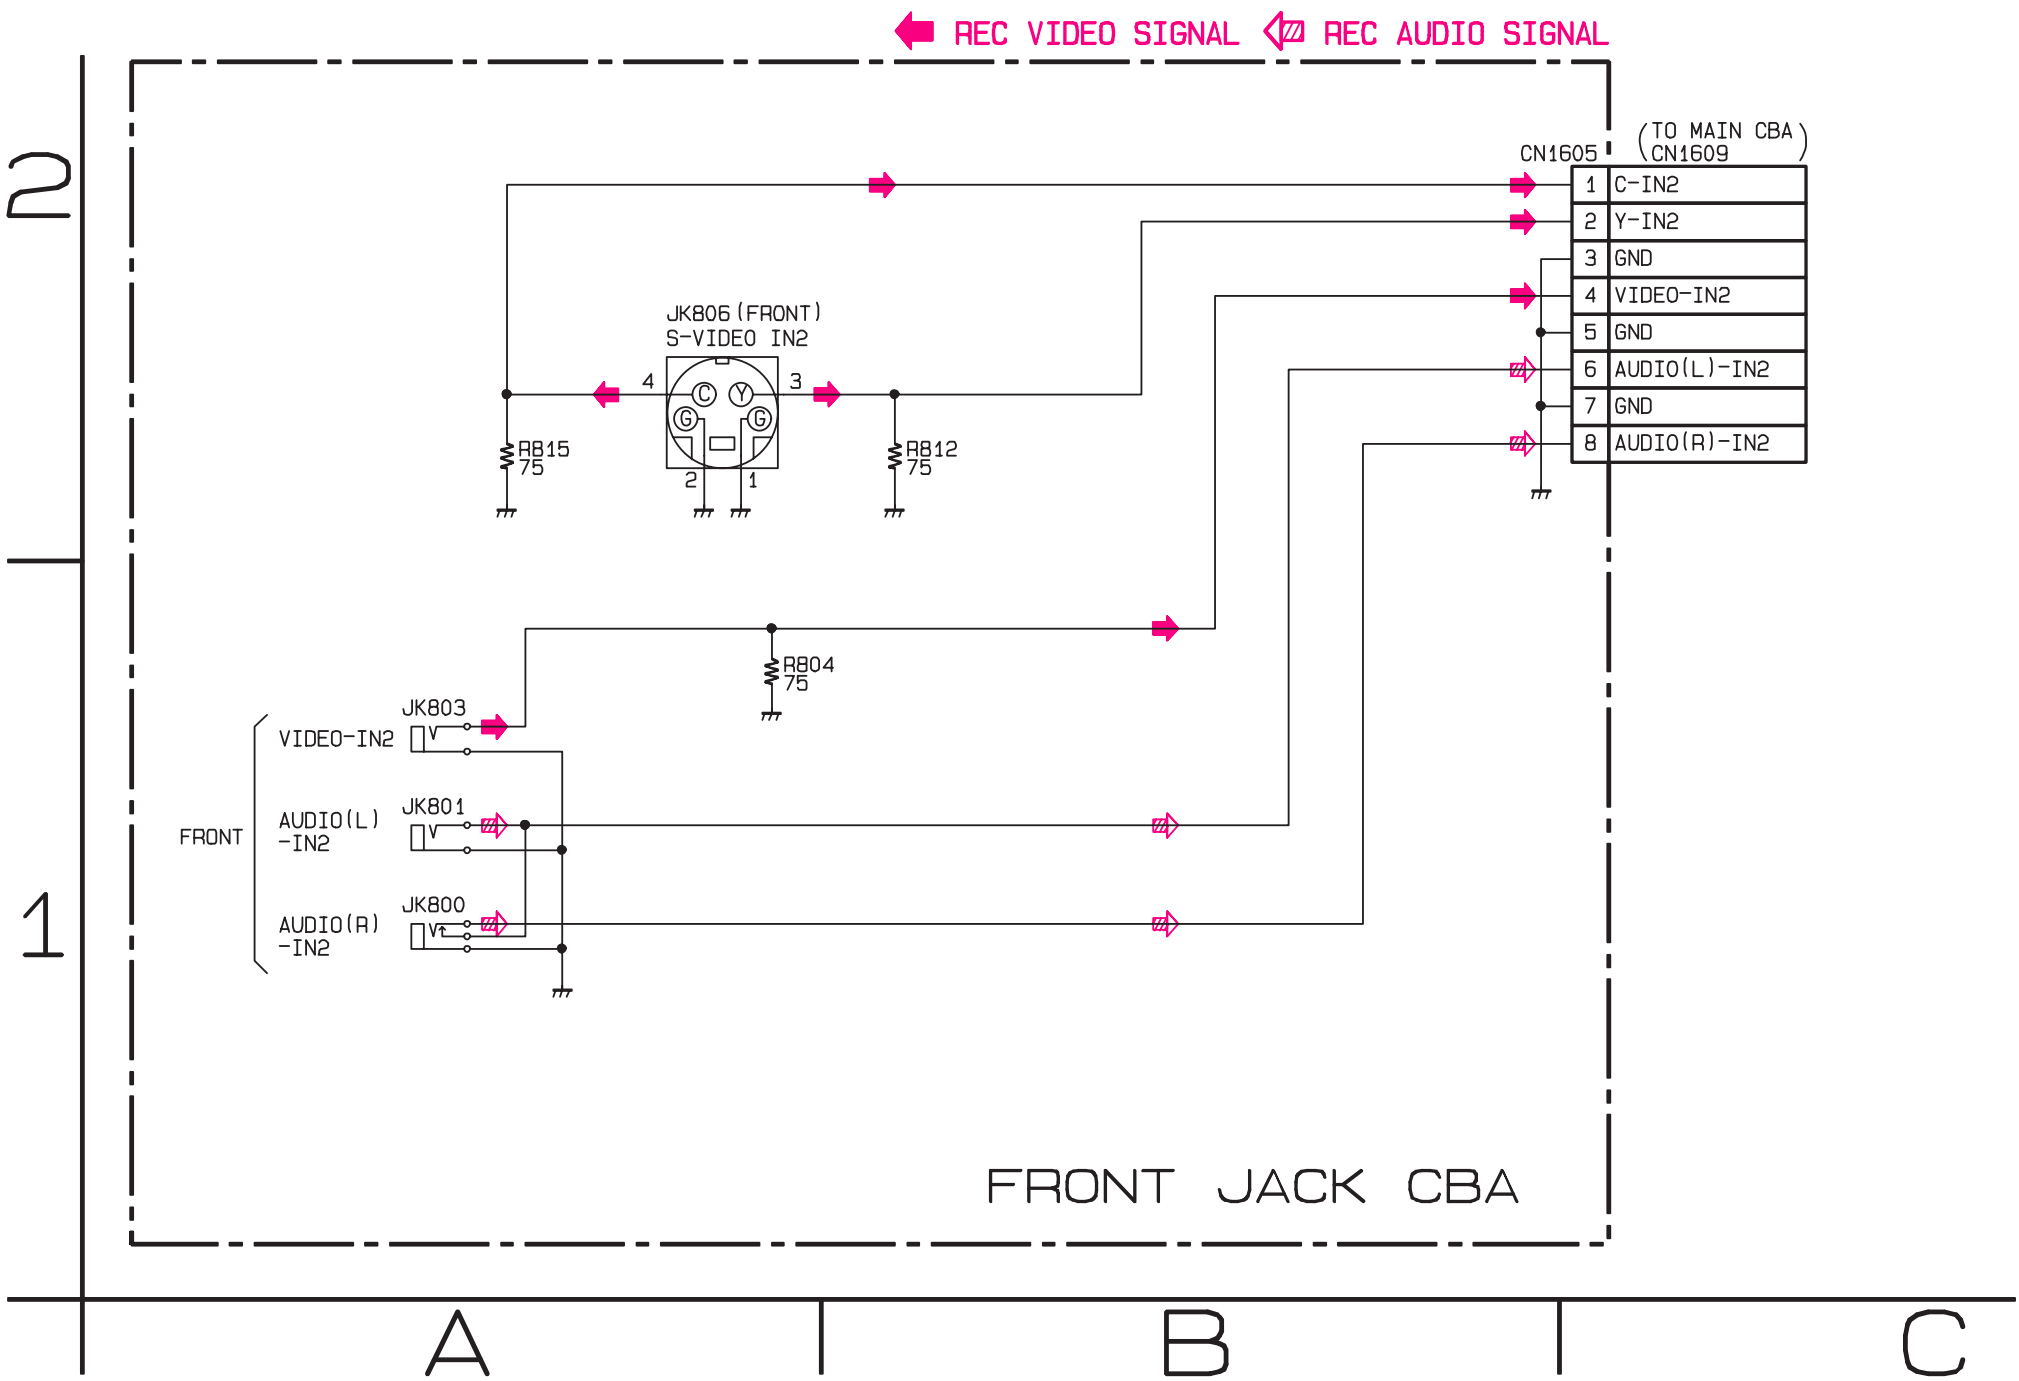 REC VIDEO SIGNAL REC AUDIO SIGNAL
2
(TO MAIN CBA
CN1609)
CN1605
1 C-IN2
2 Y-IN2
3 GND
4 VIDEO-IN2
5 GND
6 AUDIO(L)-IN2
7 GND
8 AUDIO(R)-IN2
JK806(FRONT)
S-VIDEO IN2
4 C Y 3
G G
2 1
R815
75
R812
75
R804
75
FRONT
JK803
VIDEO-IN2
JK801
AUDIO(L)
-IN2
JK800
AUDIO(R)
-IN2
1
FRONT JACK CBA
A B C